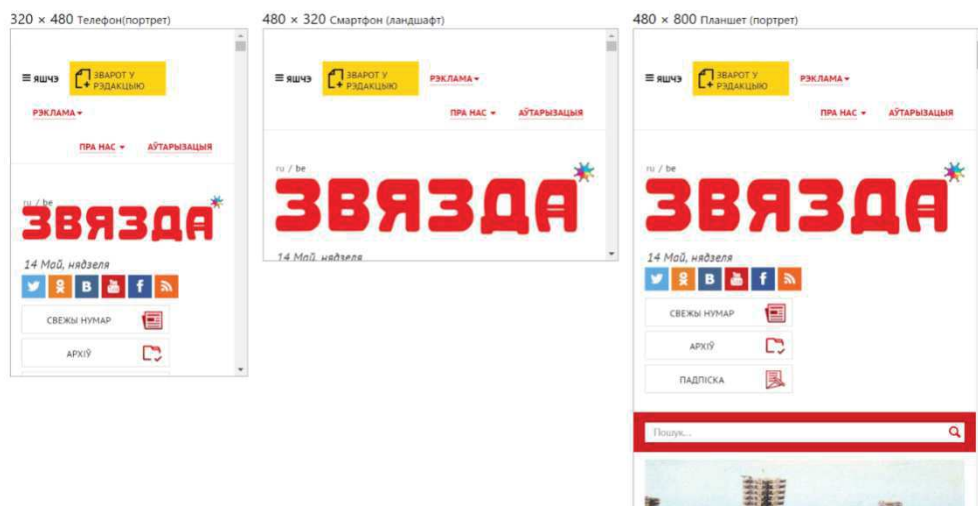 320 × 480 Телефон(портрет)
ЯШЧЭ
ЗВАРОТ У
РЭДАКЦЫЮ
РЭКЛАМА
ПРА НАС
АЎТАРЫЗАЦЫЯ
ru / be
ЗВЯЗДА
14 Май, нядзеля
СВЕЖЫ НУМАР
АРХІЎ
480 × 320 Смартфон (ландшафт)
ЯШЧЭ
ЗВАРОТ У
РЭДАКЦЫЮ
РЭКЛАМА
ПРА НАС
АЎТАРЫЗАЦЫЯ
ru / be
ЗВЯЗДА
14 Май, нядзеля
480 × 800 Планшет (портрет)
ЯШЧЭ
ЗВАРОТ У
РЭДАКЦЫЮ
РЭКЛАМА
ПРА НАС
АЎТАРЫЗАЦЫЯ
ru / be
ЗВЯЗДА
14 Май, нядзеля
СВЕЖЫ НУМАР
АРХІЎ
ПАДПІСКА
Пошук...